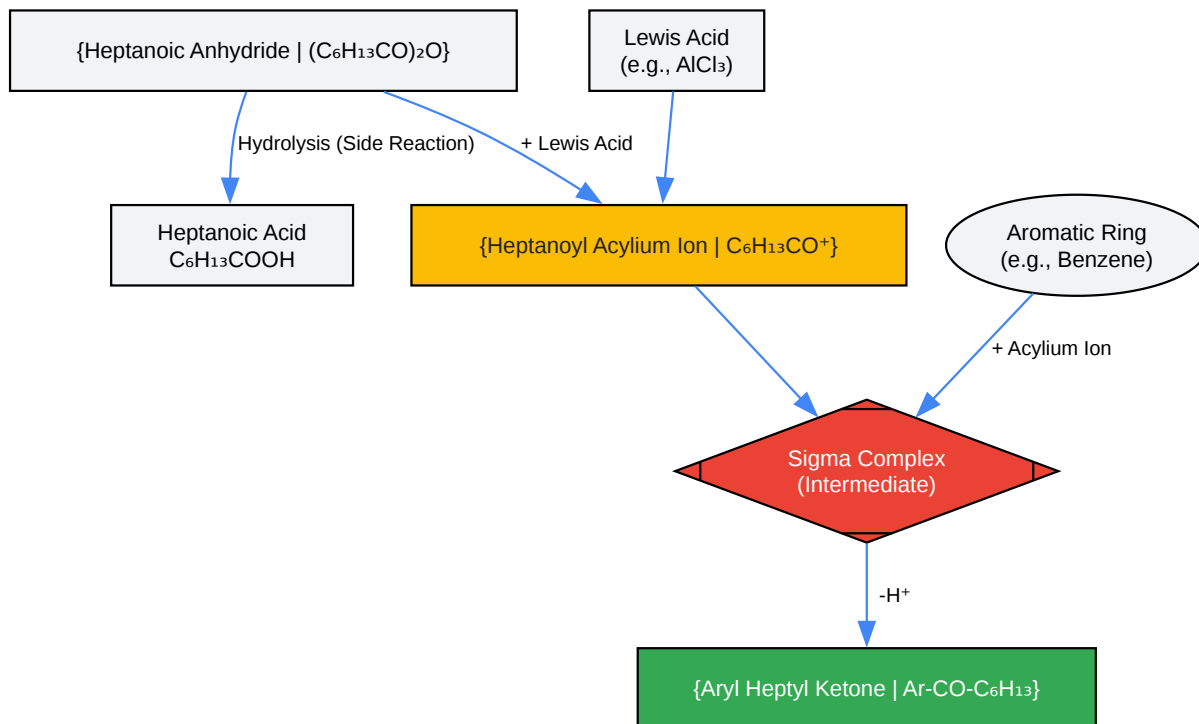 {Heptanoic Anhydride | (C₆H₁₃CO)₂O}
Lewis Acid
(e.g., AlCl₃)
Hydrolysis (Side Reaction)
+ Lewis Acid
Heptanoic Acid
C₆H₁₃COOH
{Heptanoyl Acylium Ion | C₆H₁₃CO⁺}
Aromatic Ring
(e.g., Benzene)
+ Acylium Ion
Sigma Complex
(Intermediate)
-H⁺
{Aryl Heptyl Ketone | Ar-CO-C₆H₁₃}